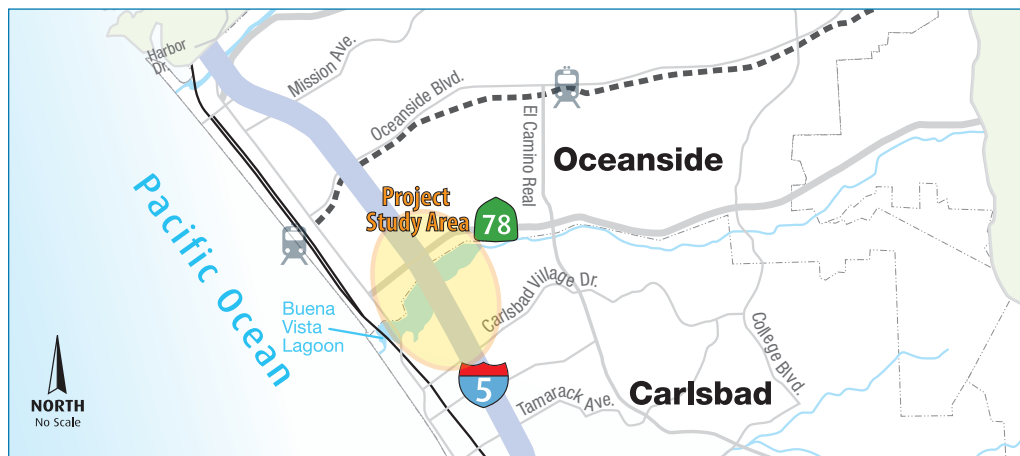 Harbor
Dr.
Mission Ave.
Oceanside Blvd.
El Camino Real
Oceanside
Project
Study Area
78
Pacific Ocean
Buena
Vista
Lagoon
Carlsbad Village Dr.
College Blvd.
5
Tamarack Ave.
Carlsbad
NORTH
No Scale